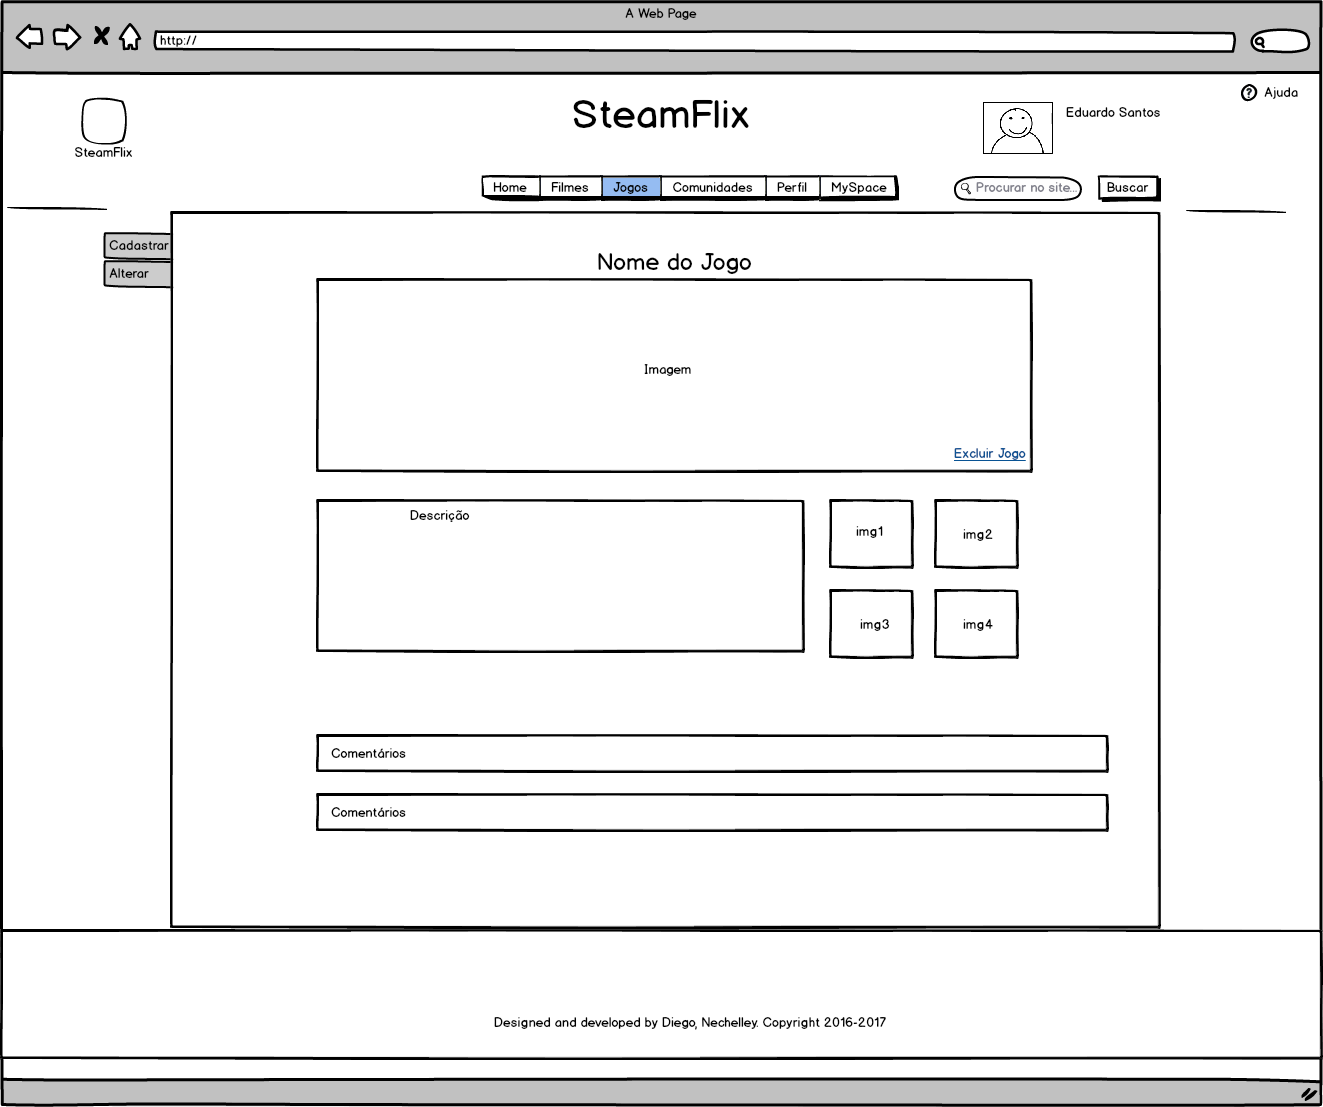 A Web Page
http://
Ajuda
SteamFlix
SteamFlix
Eduardo Santos
Home Filmes Jogos Comunidades Perfil MySpace
Procurar no site...
Buscar
Cadastrar
Alterar
Nome do Jogo
Imagem
Excluir Jogo
Descrição
img1
img2
img3
img4
Comentários
Comentários
Designed and developed by Diego, Nechelley. Copyright 2016-2017